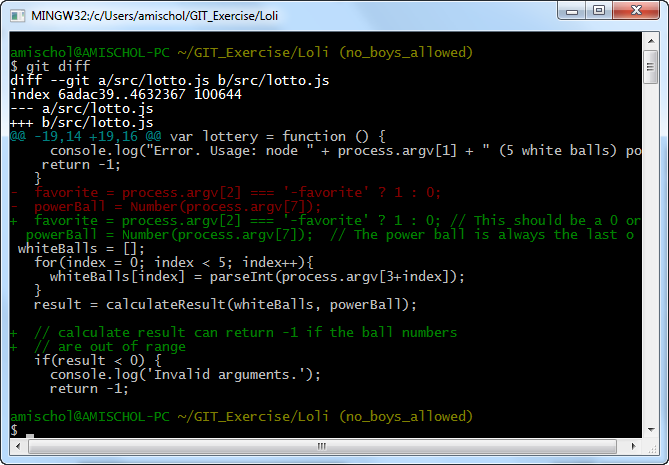 MINGW32:/c/Users/amischol/GIT_Exercise/Loli
amischol@AMISCHOL-PC ~/GIT_Exercise/Loli (no_boys_allowed)
$ git diff
diff --git a/src/lotto.js b/src/lotto.js
index 6adac39..4632367 100644
--- a/src/lotto.js
+++ b/src/lotto.js
@@ -19,14 +19,16 @@ var lottery = function () {
     console.log("Error. Usage: node " + process.argv[1] + " (5 white balls) po
    return -1;
   }
-  favorite = process.argv[2] === '-favorite' ? 1 : 0;
-  powerBall = Number(process.argv[7]);
+  favorite = process.argv[2] === '-favorite' ? 1 : 0; // This should be a 0 or
  powerBall = Number(process.argv[7]);  // The power ball is always the last o
 whiteBalls = [];
   for(index = 0; index < 5; index++){
     whiteBalls[index] = parseInt(process.argv[3+index]);
   }
   result = calculateResult(whiteBalls, powerBall);
+  // calculate result can return -1 if the ball numbers
+  // are out of range
   if(result < 0) {
     console.log('Invalid arguments.');
     return -1;
amischol@AMISCHOL-PC ~/GIT_Exercise/Loli (no_boys_allowed)
$